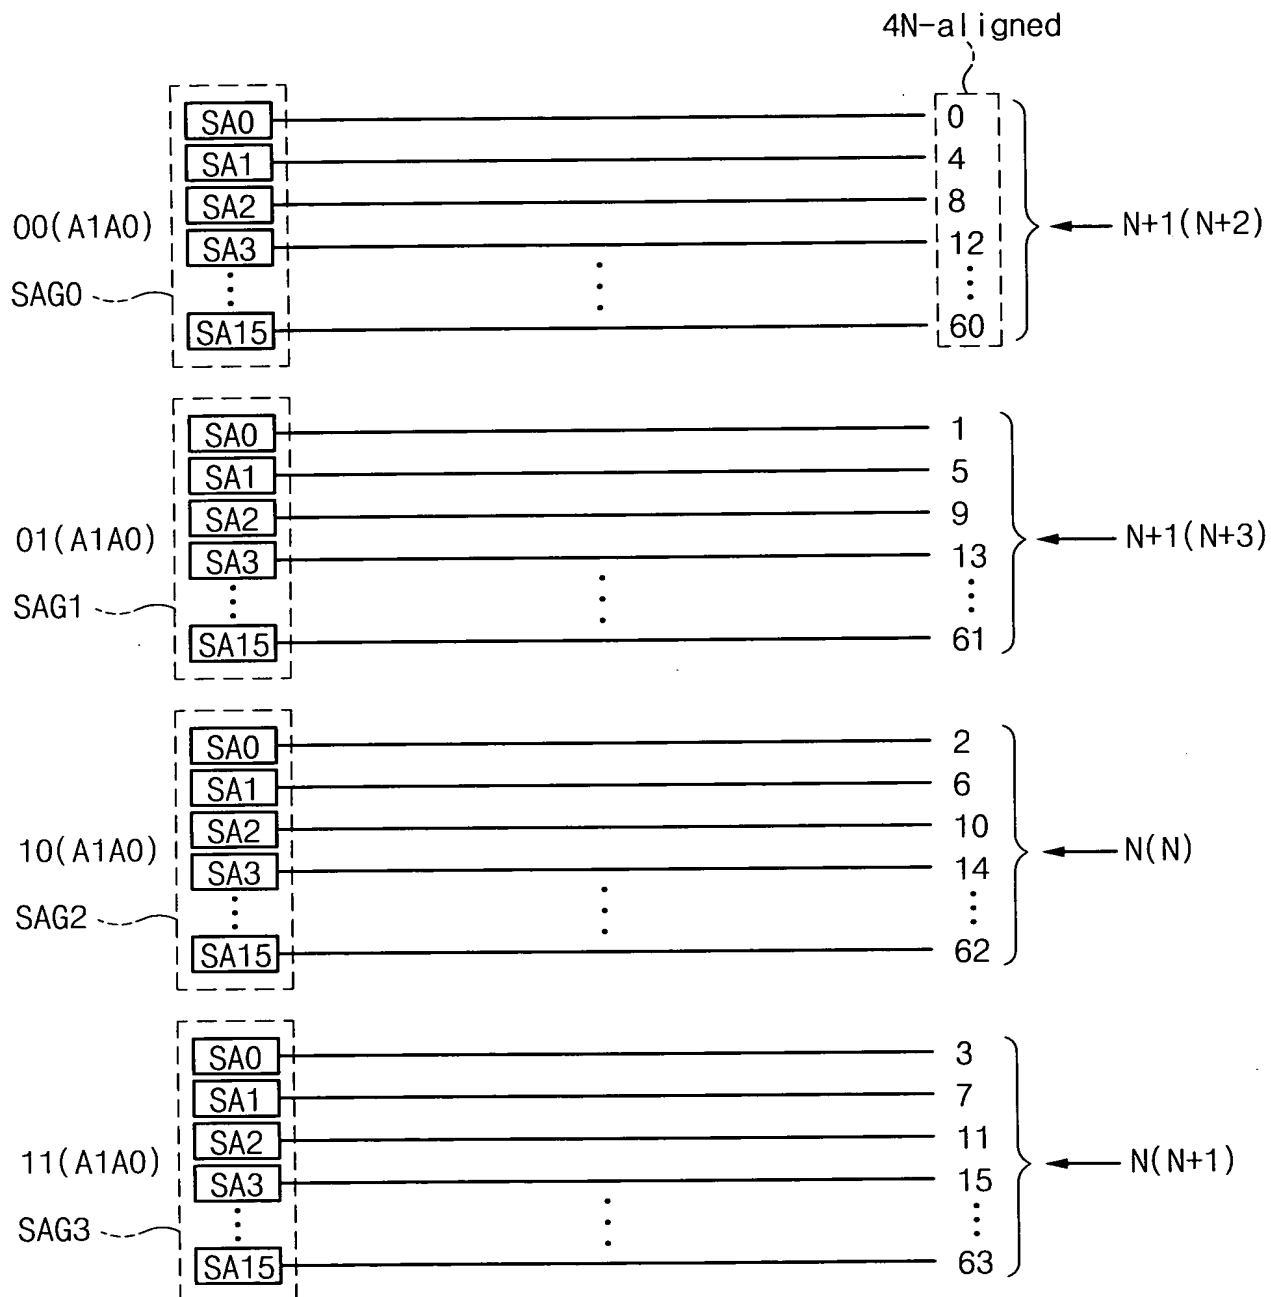 4N-aligned
SA0 0
SA1 4
SA2 8
00(A1A0) SA3 12 N+1(N+2)
SAG0
SA15 60
SA0 1
SA1 5
SA2 9
01(A1A0) SA3 13 N+1(N+3)
SAG1
SA15 61
SA0 2
SA1 6
SA2 10
10(A1A0) SA3 14 N(N)
SAG2
SA15 62
SA0 3
SA1 7
SA2 11
11(A1A0) SA3 15 N(N+1)
SAG3
SA15 63